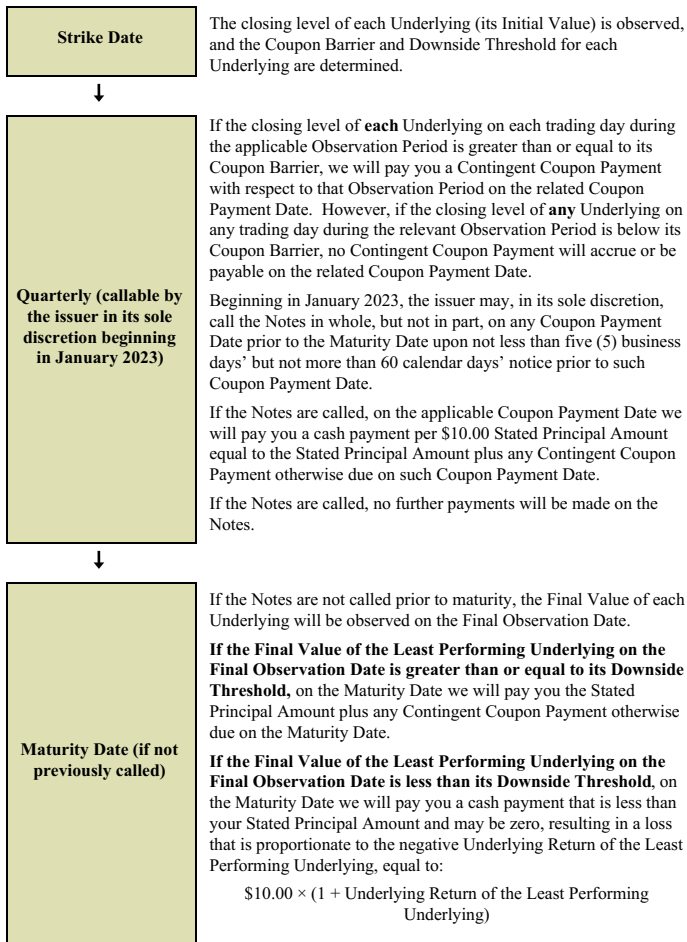 Strike Date
The closing level of each Underlying (its Initial Value) is observed,
and the Coupon Barrier and Downside Threshold for each
Underlying are determined.
↓
Quarterly (callable by
the issuer in its sole
discretion beginning
in January 2023)
If the closing level of each Underlying on each trading day during
the applicable Observation Period is greater than or equal to its
Coupon Barrier, we will pay you a Contingent Coupon Payment
with respect to that Observation Period on the related Coupon
Payment Date. However, if the closing level of any Underlying on
any trading day during the relevant Observation Period is below its
Coupon Barrier, no Contingent Coupon Payment will accrue or be
payable on the related Coupon Payment Date.
Beginning in January 2023, the issuer may, in its sole discretion,
call the Notes in whole, but not in part, on any Coupon Payment
Date prior to the Maturity Date upon not less than five (5) business
days’ but not more than 60 calendar days’ notice prior to such
Coupon Payment Date.
If the Notes are called, on the applicable Coupon Payment Date we
will pay you a cash payment per $10.00 Stated Principal Amount
equal to the Stated Principal Amount plus any Contingent Coupon
Payment otherwise due on such Coupon Payment Date.
If the Notes are called, no further payments will be made on the
Notes.
↓
Maturity Date (if not
previously called)
If the Notes are not called prior to maturity, the Final Value of each
Underlying will be observed on the Final Observation Date.
If the Final Value of the Least Performing Underlying on the
Final Observation Date is greater than or equal to its Downside
Threshold, on the Maturity Date we will pay you the Stated
Principal Amount plus any Contingent Coupon Payment otherwise
due on the Maturity Date.
If the Final Value of the Least Performing Underlying on the
Final Observation Date is less than its Downside Threshold, on
the Maturity Date we will pay you a cash payment that is less than
your Stated Principal Amount and may be zero, resulting in a loss
that is proportionate to the negative Underlying Return of the Least
Performing Underlying, equal to:
$10.00 × (1 + Underlying Return of the Least Performing
Underlying)